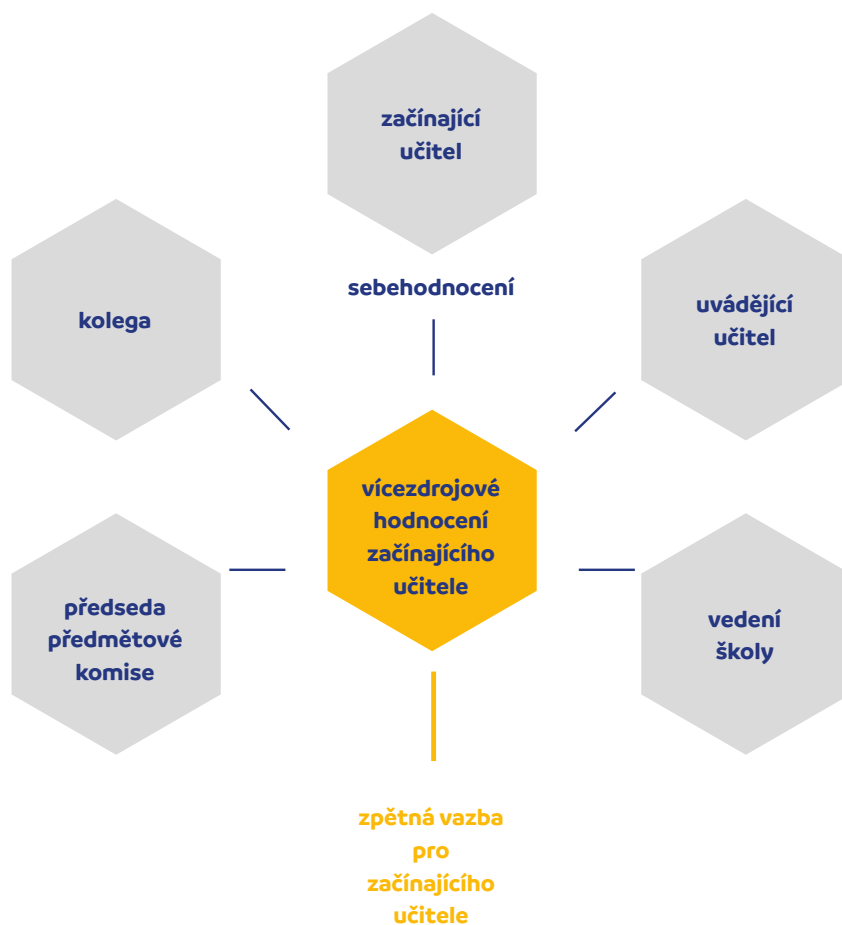 začínající
učitel
sebehodnocení
kolega
uvádějící
učitel
vícezdrojové
hodnocení
začínajícího
učitele
předseda
předmětové
komise
vedení
školy
zpětná vazba
pro
začínajícího
učitele